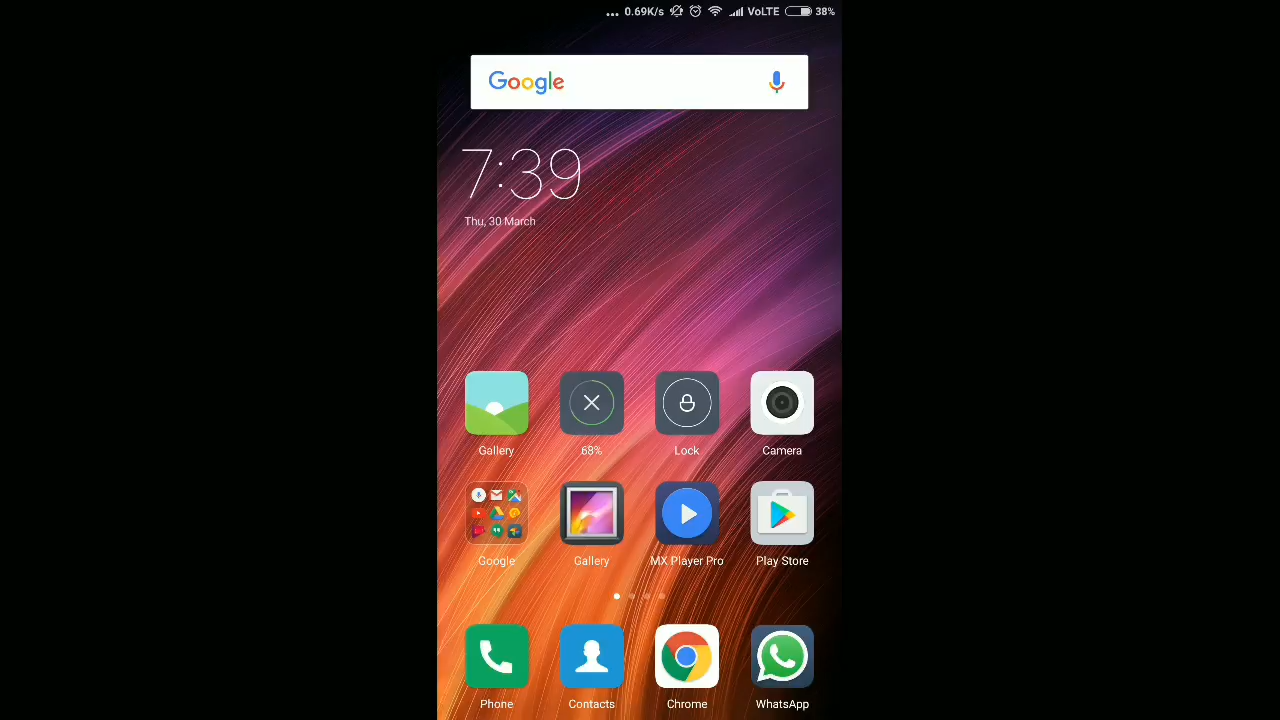 ... 0.69K/s VoLTE 38%
Google
7:39
Thu, 30 March
Gallery 68% Lock Camera
Google Gallery MX Player Pro Play Store
Phone Contacts Chrome WhatsApp